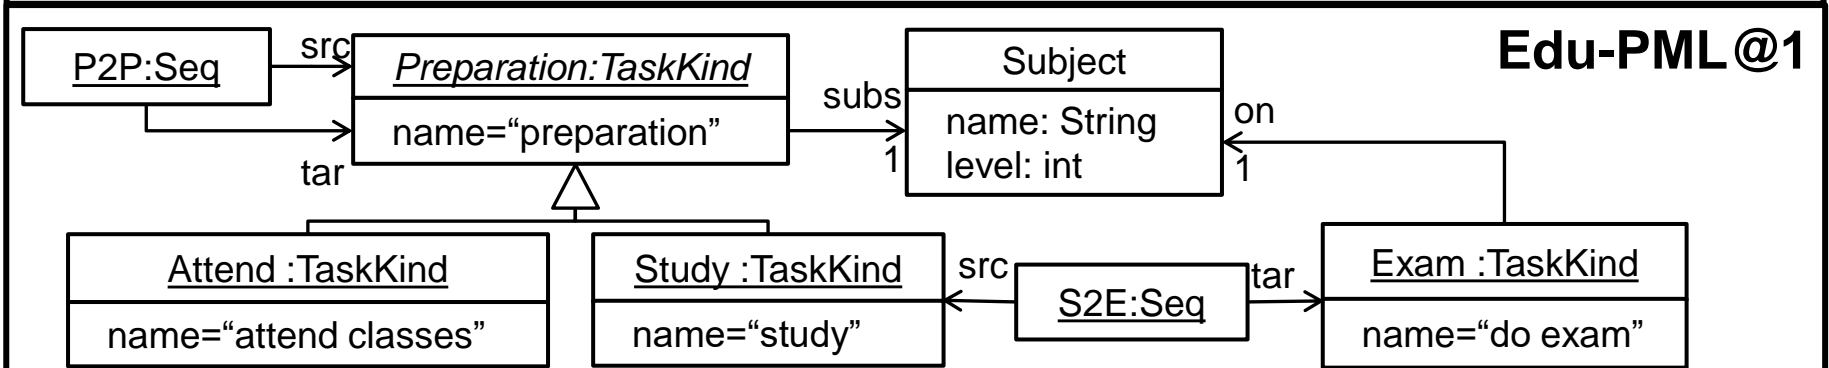 Edu-PML@1
P2P:Seq
src
tar
Preparation:TaskKind
name=“preparation”
subs
1
Subject
name: String
level: int
on
1
Attend :TaskKind
name=“attend classes”
Study :TaskKind
name=“study”
src
S2E:Seq
tar
Exam :TaskKind
name=“do exam”